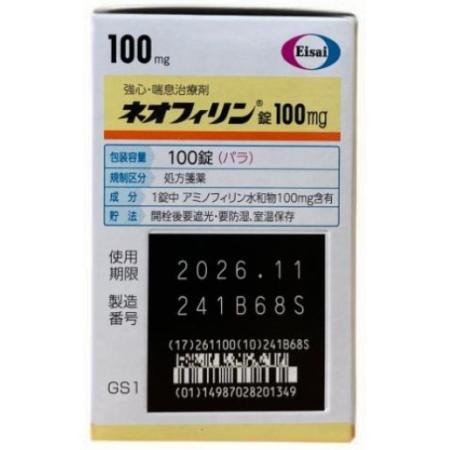 100mg
Eisai
強心・喘息治療剤
ネオフィリン®錠100mg
包装容量 100錠(バラ)
規制区分 処方箋薬
成分 1錠中 アミノフィリン水和物100mg含有
貯法 開栓後要遮光・要防湿、室温保存
使用期限 2026.11
製造番号 241B68S
(17)261100(10)241B68S
GS1
(01)14987028201349